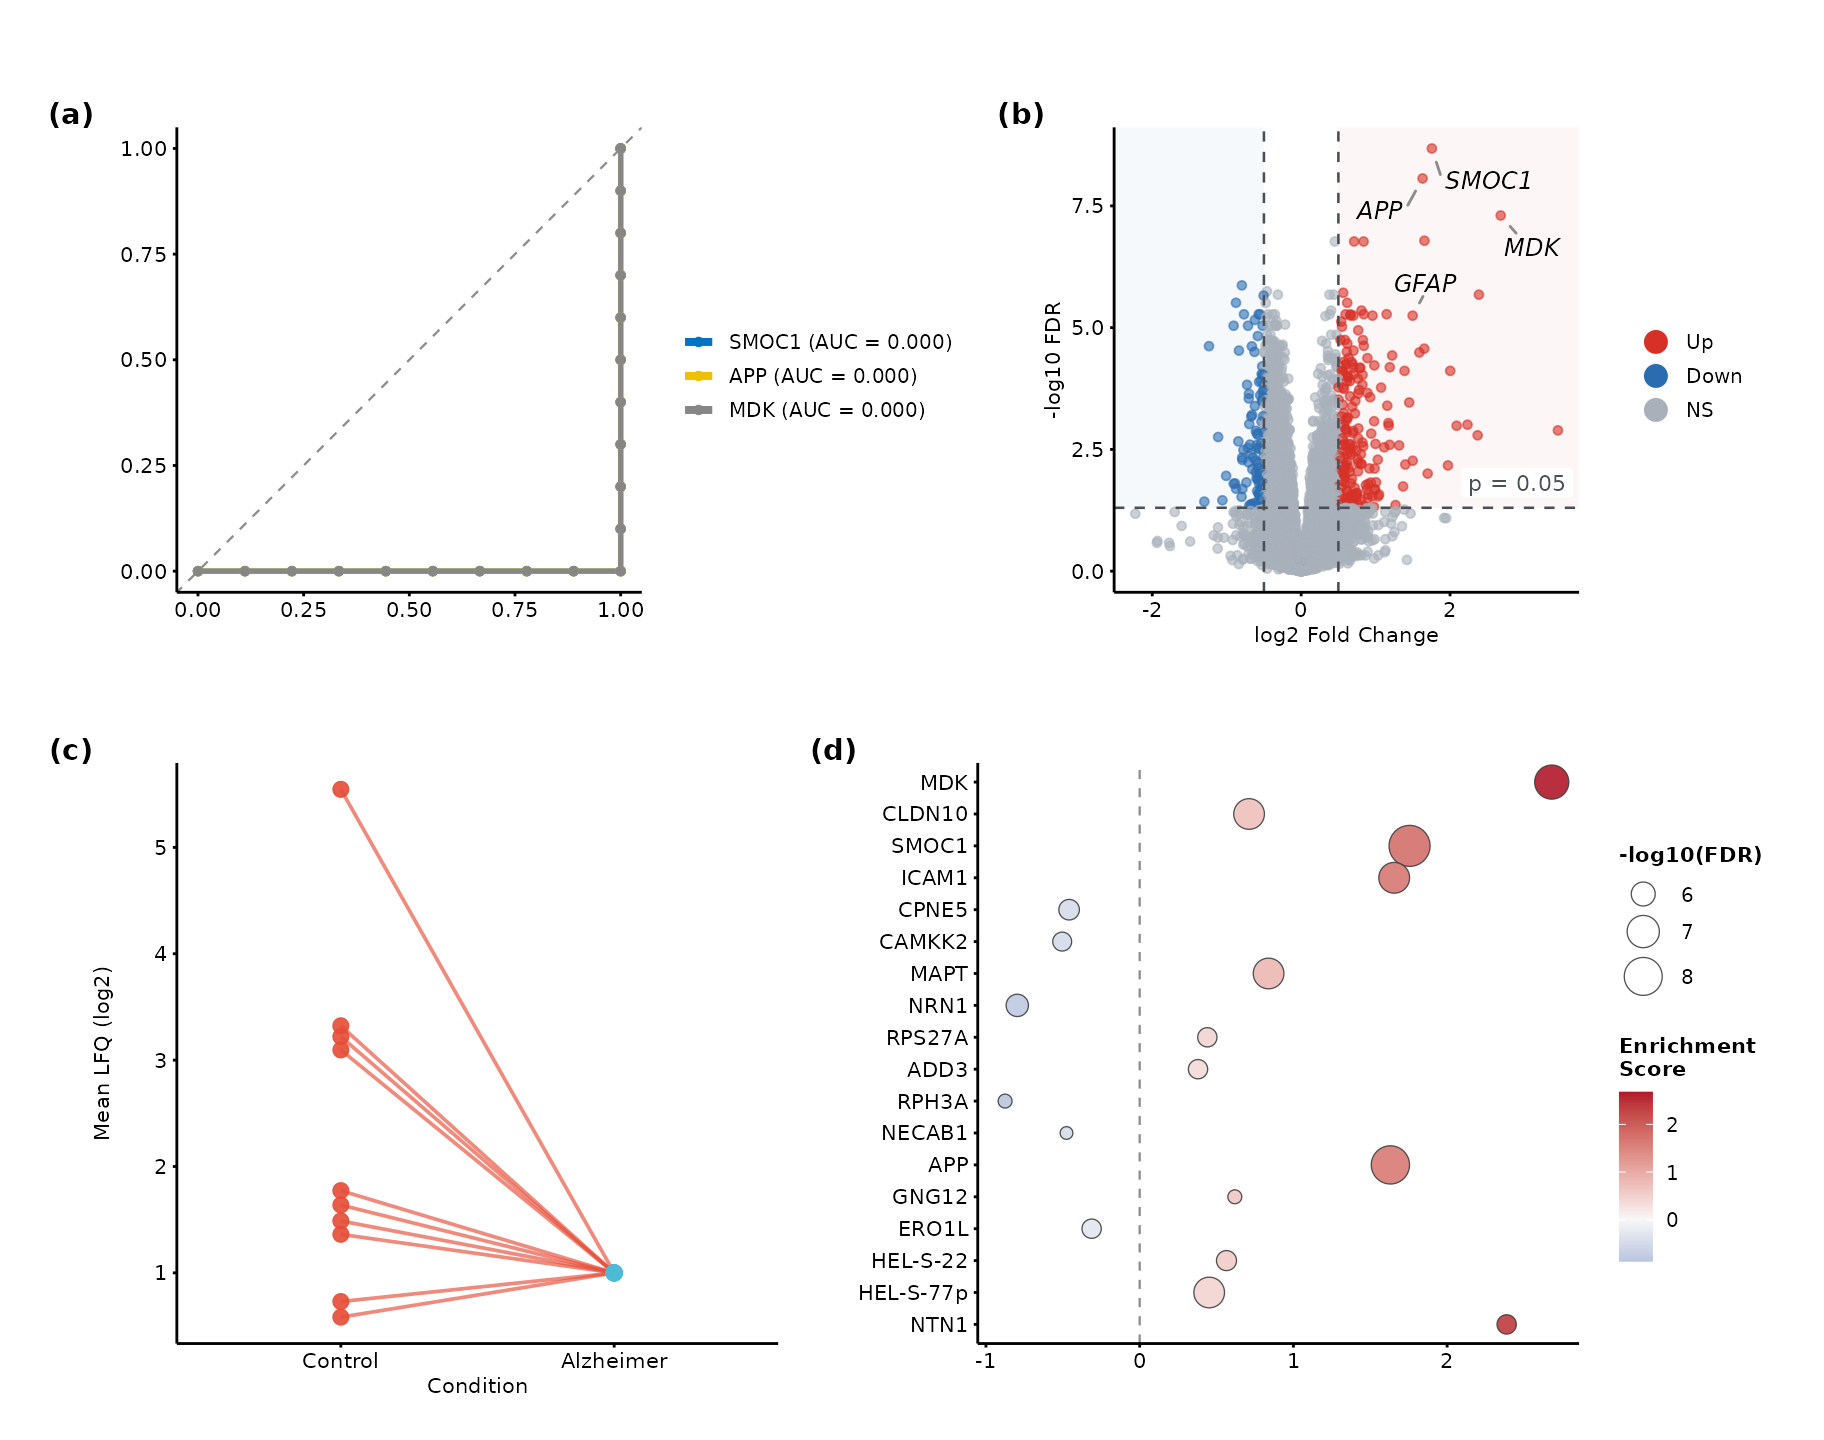 (a)
1.00
0.75
0.50
0.25
0.00
0.00 0.25 0.50 0.75 1.00
SMOC1 (AUC = 0.000)
APP (AUC = 0.000)
MDK (AUC = 0.000)
(b)
-log10 FDR
7.5
5.0
2.5
0.0
SMOC1
APP
MDK
GFAP
p = 0.05
-2 0 2
log2 Fold Change
Up
Down
NS
(c)
Mean LFQ (log2)
5
4
3
2
1
Control Alzheimer
Condition
(d)
MDK
CLDN10
SMOC1
ICAM1
CPNE5
CAMKK2
MAPT
NRN1
RPS27A
ADD3
RPH3A
NECAB1
APP
GNG12
ERO1L
HEL-S-22
HEL-S-77p
NTN1
-1 0 1 2
-log10(FDR)
6
7
8
Enrichment
Score
2
1
0